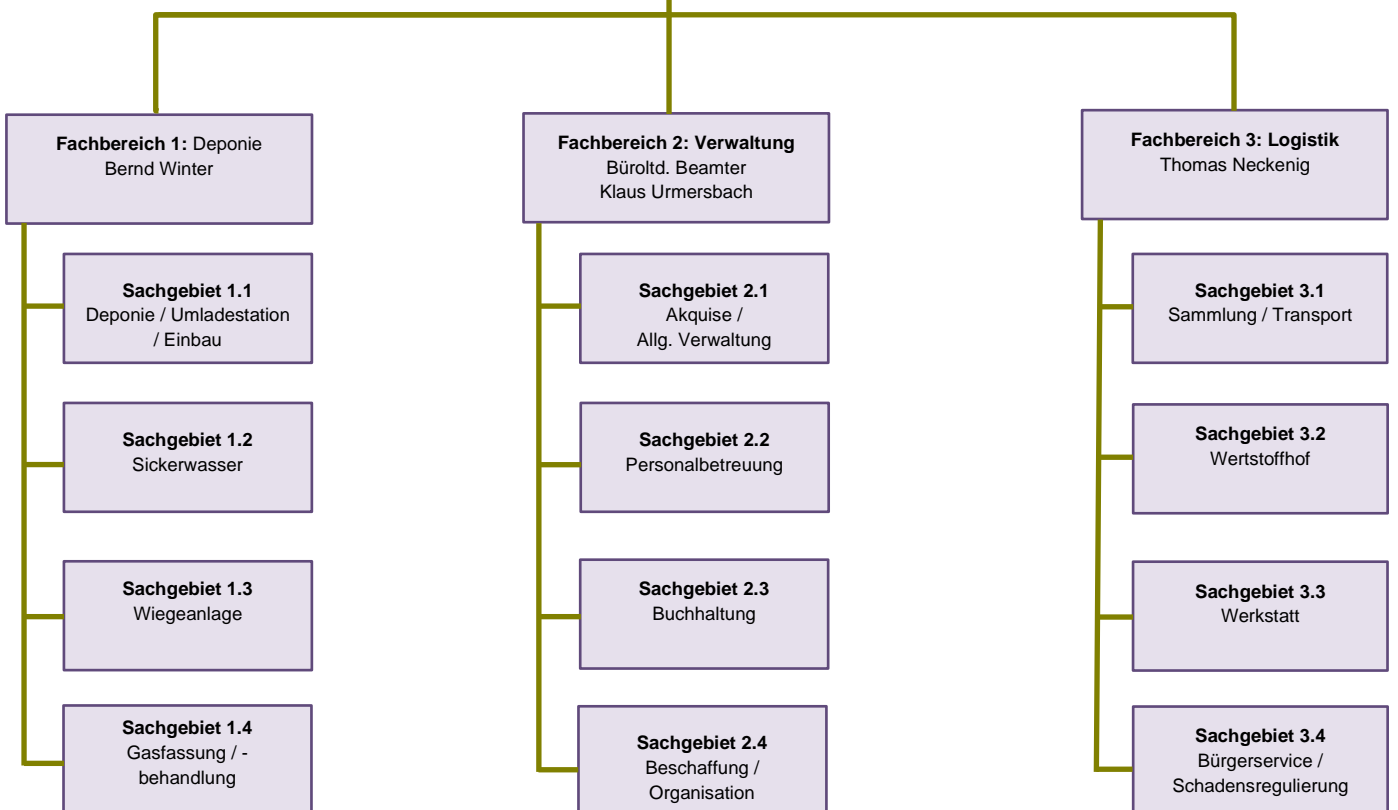 Fachbereich 1: Deponie
Bernd Winter
Sachgebiet 1.1
Deponie / Umladestation
/ Einbau
Sachgebiet 1.2
Sickerwasser
Sachgebiet 1.3
Wiegeanlage
Sachgebiet 1.4
Gasfassung / -
behandlung
Fachbereich 2: Verwaltung
Büroltd. Beamter
Klaus Urmersbach
Sachgebiet 2.1
Akquise /
Allg. Verwaltung
Sachgebiet 2.2
Personalbetreuung
Sachgebiet 2.3
Buchhaltung
Sachgebiet 2.4
Beschaffung /
Organisation
Fachbereich 3: Logistik
Thomas Neckenig
Sachgebiet 3.1
Sammlung / Transport
Sachgebiet 3.2
Wertstoffhof
Sachgebiet 3.3
Werkstatt
Sachgebiet 3.4
Bürgerservice /
Schadensregulierung